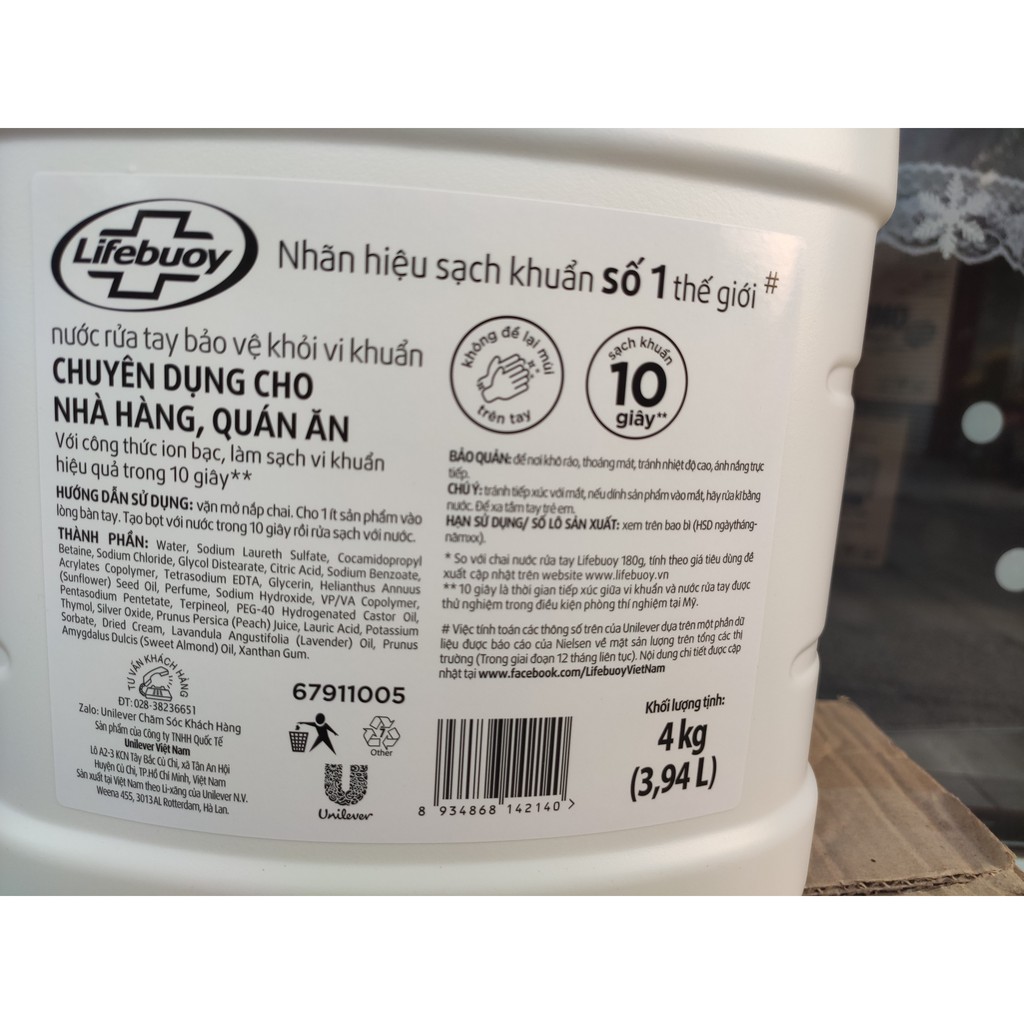 Lifebuoy
Nhãn hiệu sạch khuẩn số 1 thế giới #
nước rửa tay bảo vệ khỏi vi khuẩn
CHUYÊN DỤNG CHO
NHÀ HÀNG, QUÁN ĂN
Với công thức ion bạc, làm sạch vi khuẩn
hiệu quả trong 10 giây**
HƯỚNG DẪN SỬ DỤNG: vặn mở nắp chai. Cho 1 ít sản phẩm vào
lòng bàn tay. Tạo bọt với nước trong 10 giây rồi rửa sạch với nước.
THÀNH PHẦN: Water, Sodium Laureth Sulfate, Cocamidopropyl
Betaine, Sodium Chloride, Glycol Distearate, Citric Acid, Sodium Benzoate,
Acrylates Copolymer, Tetrasodium EDTA, Glycerin, Helianthus Annuus
(Sunflower) Seed Oil, Perfume, Sodium Hydroxide, VP/VA Copolymer,
Pentasodium Pentetate, Terpineol, PEG-40 Hydrogenated Castor Oil,
Thymol, Silver Oxide, Prunus Persica (Peach) Juice, Lauric Acid, Potassium
Sorbate, Dried Cream, Lavandula Angustifolia (Lavender) Oil, Prunus
Amygdalus Dulcis (Sweet Almond) Oil, Xanthan Gum.
TƯ VẤN KHÁCH HÀNG
ĐT: 028-38236651
Zalo: Unilever Chăm Sóc Khách Hàng
Sản phẩm của Công ty TNHH Quốc Tế
Unilever Việt Nam
Lô A2-3 KCN Tây Bắc Củ Chi, xã Tân An Hội
Huyện Củ Chi, TP.Hồ Chí Minh, Việt Nam
Sản xuất tại Việt Nam theo Li-xăng của Unilever N.V.
Weena 455, 3013AL Rotterdam, Hà Lan.
67911005
7
Other
Unilever
không để lại mùi
trên tay
sạch khuẩn
10
giây**
BẢO QUẢN: để nơi khô ráo, thoáng mát, tránh nhiệt độ cao, ánh nắng trực
tiếp.
CHÚ Ý: tránh tiếp xúc với mắt, nếu dính sản phẩm vào mắt, hãy rửa kĩ bằng
nước. Để xa tầm tay trẻ em.
HẠN SỬ DỤNG/ SỐ LÔ SẢN XUẤT: xem trên bao bì (HSD ngàytháng-
nămxx).
* So với chai nước rửa tay Lifebuoy 180g, tính theo giá tiêu dùng đề
xuất cập nhật trên website www.lifebuoy.vn
** 10 giây là thời gian tiếp xúc giữa vi khuẩn và nước rửa tay được
thử nghiệm trong điều kiện phòng thí nghiệm tại Mỹ.
# Việc tính toán các thông số trên của Unilever dựa trên một phần dữ
liệu được báo cáo của Nielsen về mặt sản lượng trên tổng các thị
trường (Trong giai đoạn 12 tháng liên tục). Nội dung chi tiết được cập
nhật tại www.facebook.com/LifebuoyVietNam
8 934868 142140
Khối lượng tịnh:
4 kg
(3,94 L)